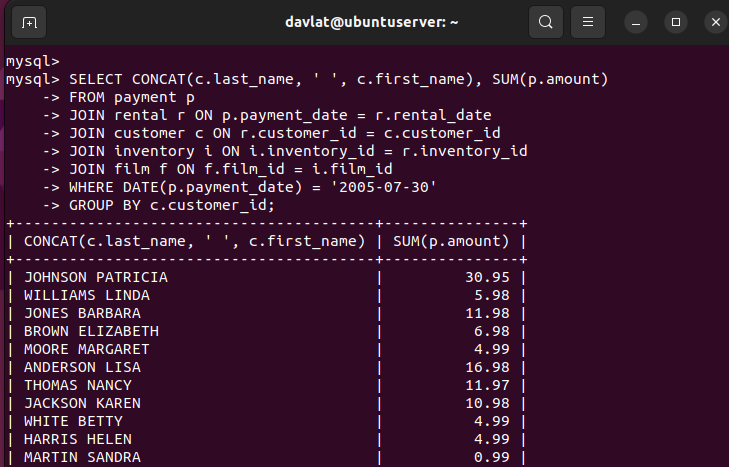 davlat@ubuntuserver: ~
mysql>
mysql> SELECT CONCAT(c.last_name, ' ', c.first_name), SUM(p.amount)
    -> FROM payment p
    -> JOIN rental r ON p.payment_date = r.rental_date
    -> JOIN customer c ON r.customer_id = c.customer_id
    -> JOIN inventory i ON i.inventory_id = r.inventory_id
    -> JOIN film f ON f.film_id = i.film_id
    -> WHERE DATE(p.payment_date) = '2005-07-30'
    -> GROUP BY c.customer_id;
+----------------------------------------+---------------+
| CONCAT(c.last_name, ' ', c.first_name) | SUM(p.amount) |
+----------------------------------------+---------------+
| JOHNSON PATRICIA                       |         30.95 |
| WILLIAMS LINDA                         |          5.98 |
| JONES BARBARA                          |         11.98 |
| BROWN ELIZABETH                        |          6.98 |
| MOORE MARGARET                         |          4.99 |
| ANDERSON LISA                          |         16.98 |
| THOMAS NANCY                           |         11.97 |
| JACKSON KAREN                          |         10.98 |
| WHITE BETTY                            |          4.99 |
| HARRIS HELEN                           |          4.99 |
| MARTIN SANDRA                          |          0.99 |